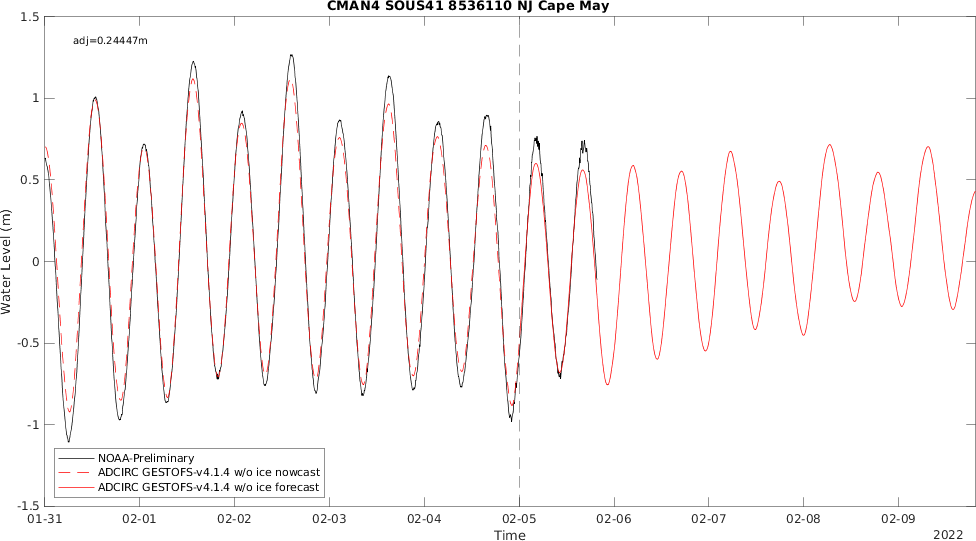 CMAN4 SOUS41 8536110 NJ Cape May
adj=0.24447m
1.5
1
0.5
0
-0.5
-1
-1.5
Water Level (m)
NOAA-Preliminary
ADCIRC GESTOFS-v4.1.4 w/o ice nowcast
ADCIRC GESTOFS-v4.1.4 w/o ice forecast
01-31 02-01 02-02 02-03 02-04 02-05 02-06 02-07 02-08 02-09
Time
2022